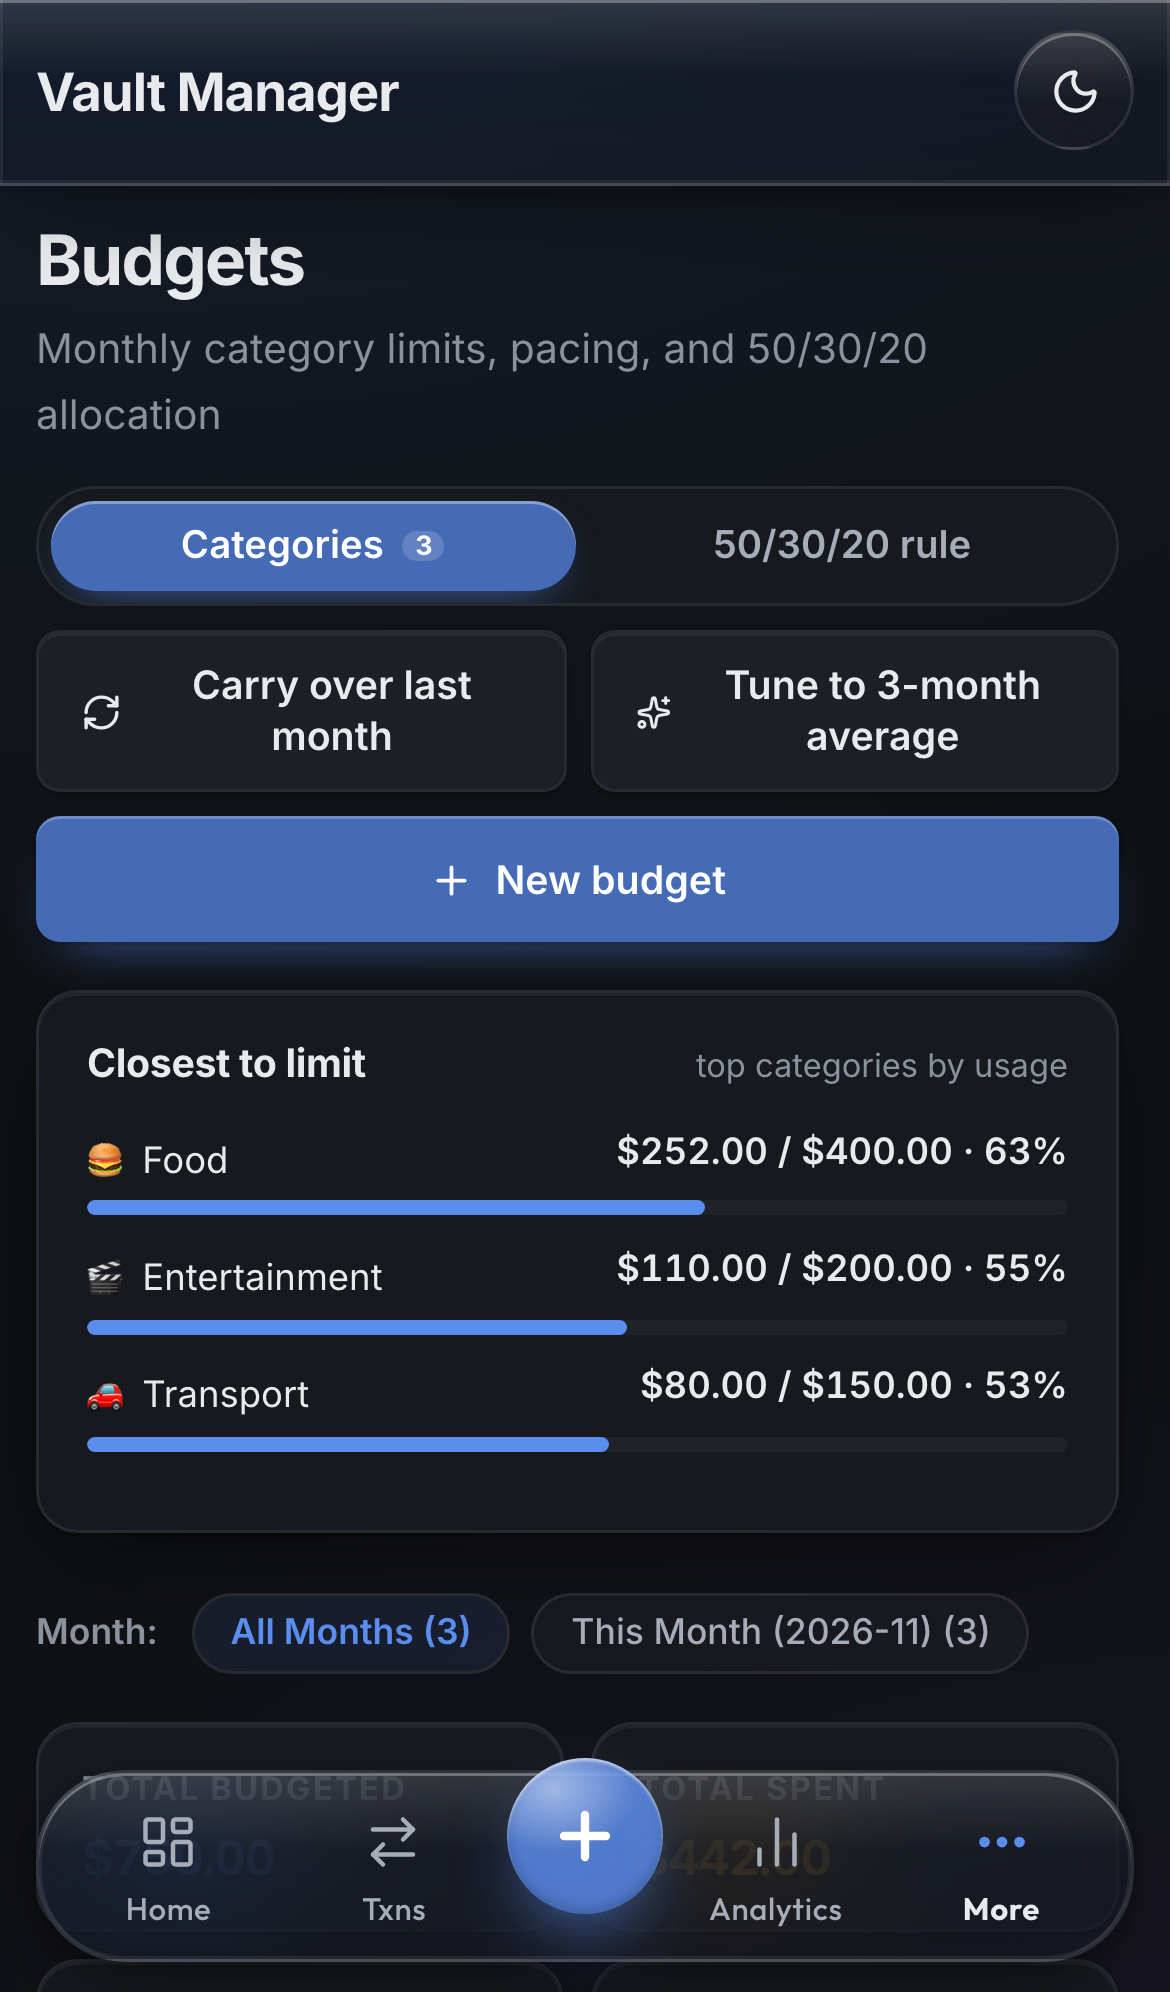 Vault Manager
Budgets
Monthly category limits, pacing, and 50/30/20
allocation
Categories 3
50/30/20 rule
Carry over last
month
Tune to 3-month
average
New budget
Closest to limit
top categories by usage
Food
$252.00 / $400.00 · 63%
Entertainment
$110.00 / $200.00 · 55%
Transport
$80.00 / $150.00 · 53%
Month:
All Months (3)
This Month (2026-11) (3)
TOTAL BUDGETED
TOTAL SPENT
Home
Txns
Analytics
More